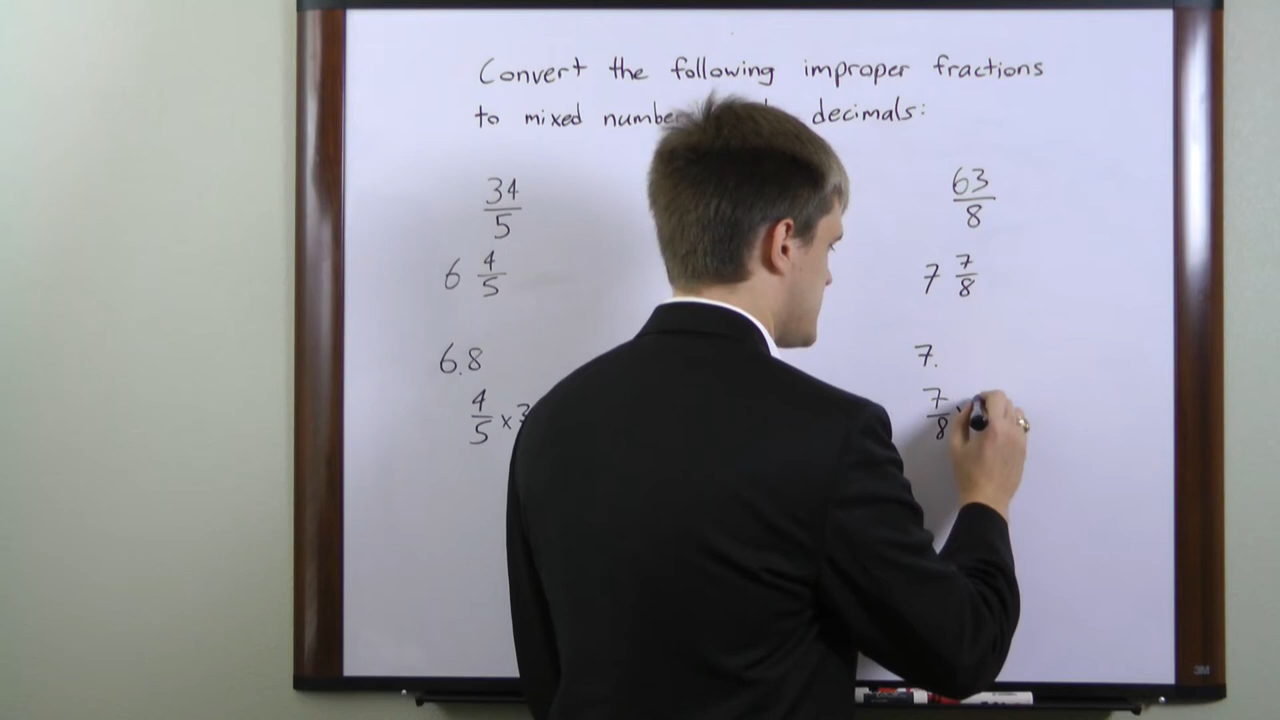 Convert the following improper fractions
to mixed decimals:
34/5
6 4/5
6.8
4/5 ×
63/8
7 7/8
7.
7/8
3M